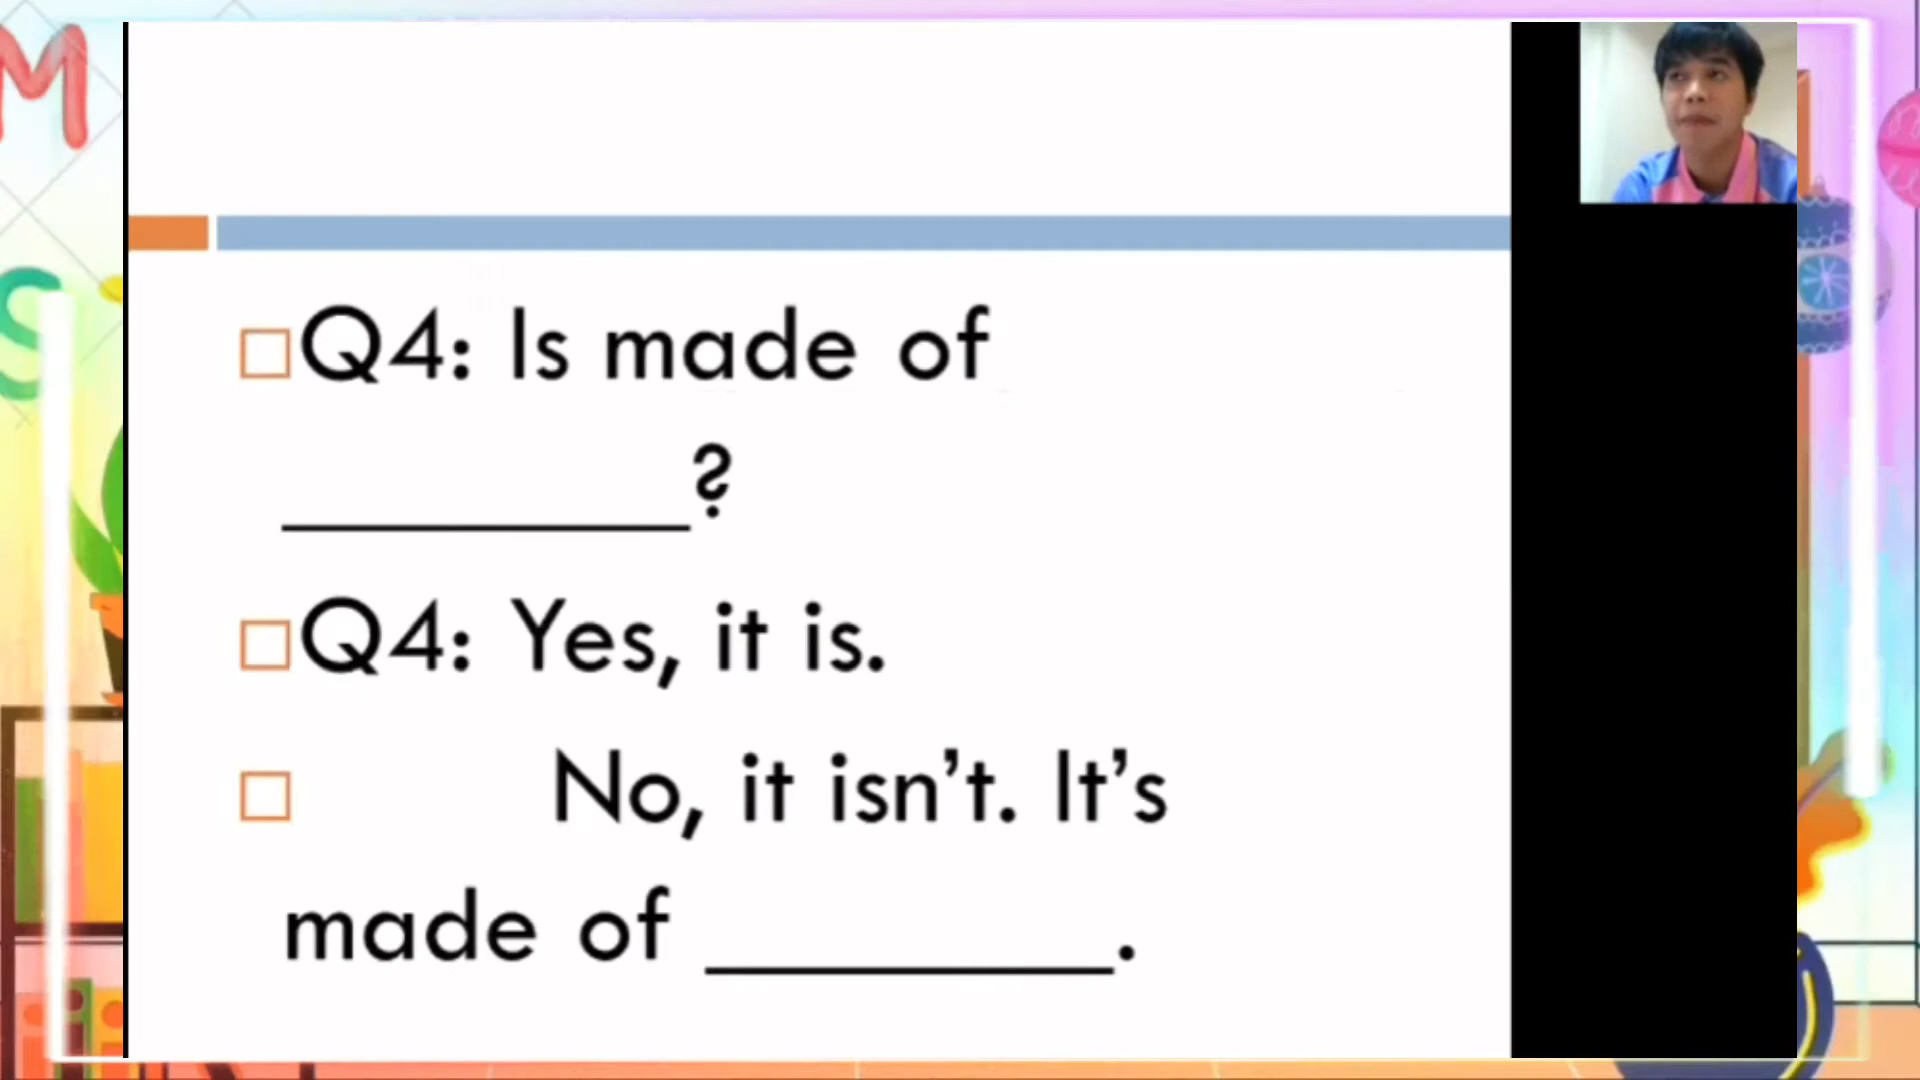 Q4: Is made of
__________?
Q4: Yes, it is.
No, it isn’t. It’s
made of __________.